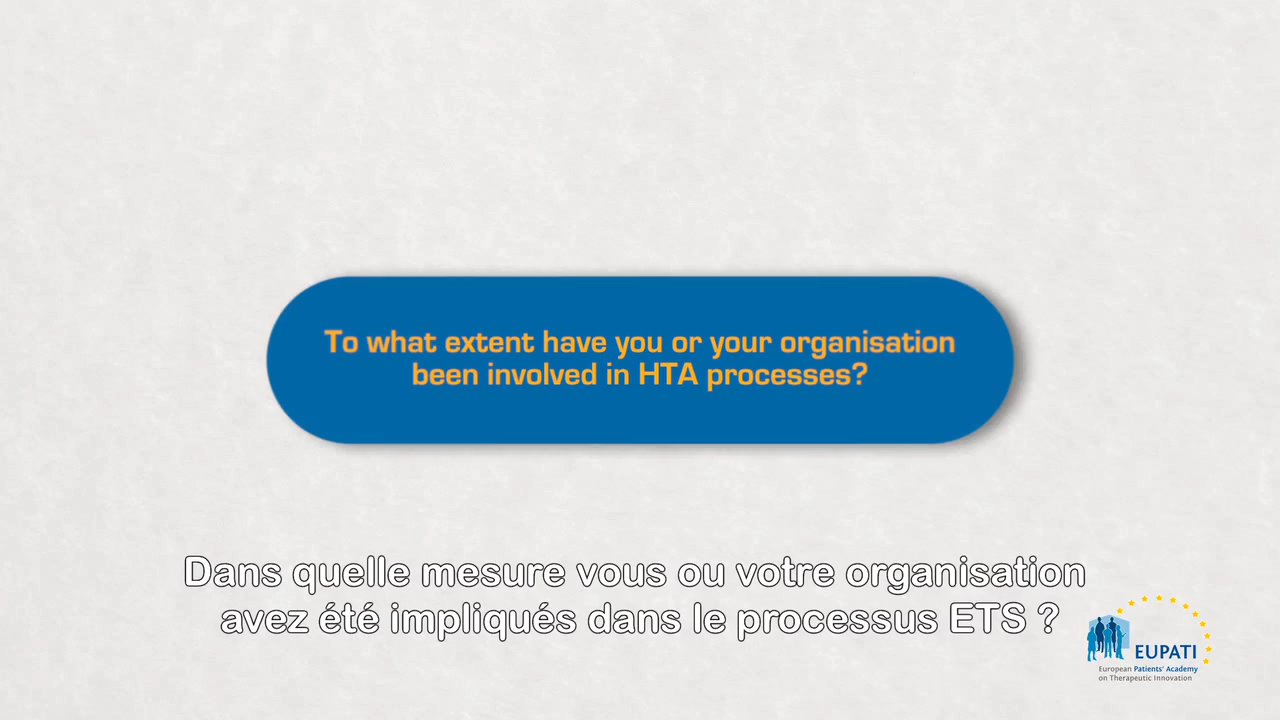 To what extent have you or your organisation
been involved in HTA processes?
Dans quelle mesure vous ou votre organisation
avez été impliqués dans le processus ETS ?
EUPATI
European Patients' Academy
on Therapeutic Innovation